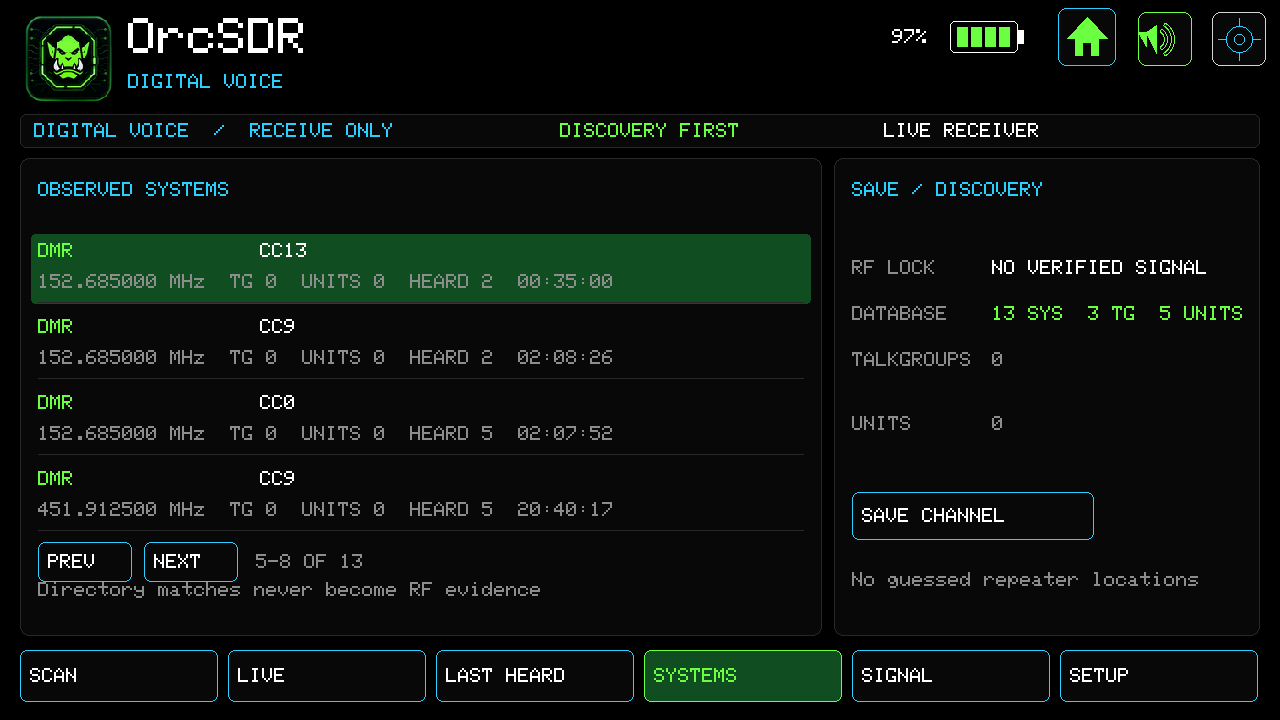 OrcSDR
DIGITAL VOICE
97%
DIGITAL VOICE / RECEIVE ONLY
DISCOVERY FIRST
LIVE RECEIVER
OBSERVED SYSTEMS
DMR CC13
152.685000 MHz TG 0 UNITS 0 HEARD 2 00:35:00
DMR CC9
152.685000 MHz TG 0 UNITS 0 HEARD 2 02:08:26
DMR CC0
152.685000 MHz TG 0 UNITS 0 HEARD 5 02:07:52
DMR CC9
451.912500 MHz TG 0 UNITS 0 HEARD 5 20:40:17
PREV NEXT 5-8 OF 13
Directory matches never become RF evidence
SAVE / DISCOVERY
RF LOCK NO VERIFIED SIGNAL
DATABASE 13 SYS 3 TG 5 UNITS
TALKGROUPS 0
UNITS 0
SAVE CHANNEL
No guessed repeater locations
SCAN
LIVE
LAST HEARD
SYSTEMS
SIGNAL
SETUP